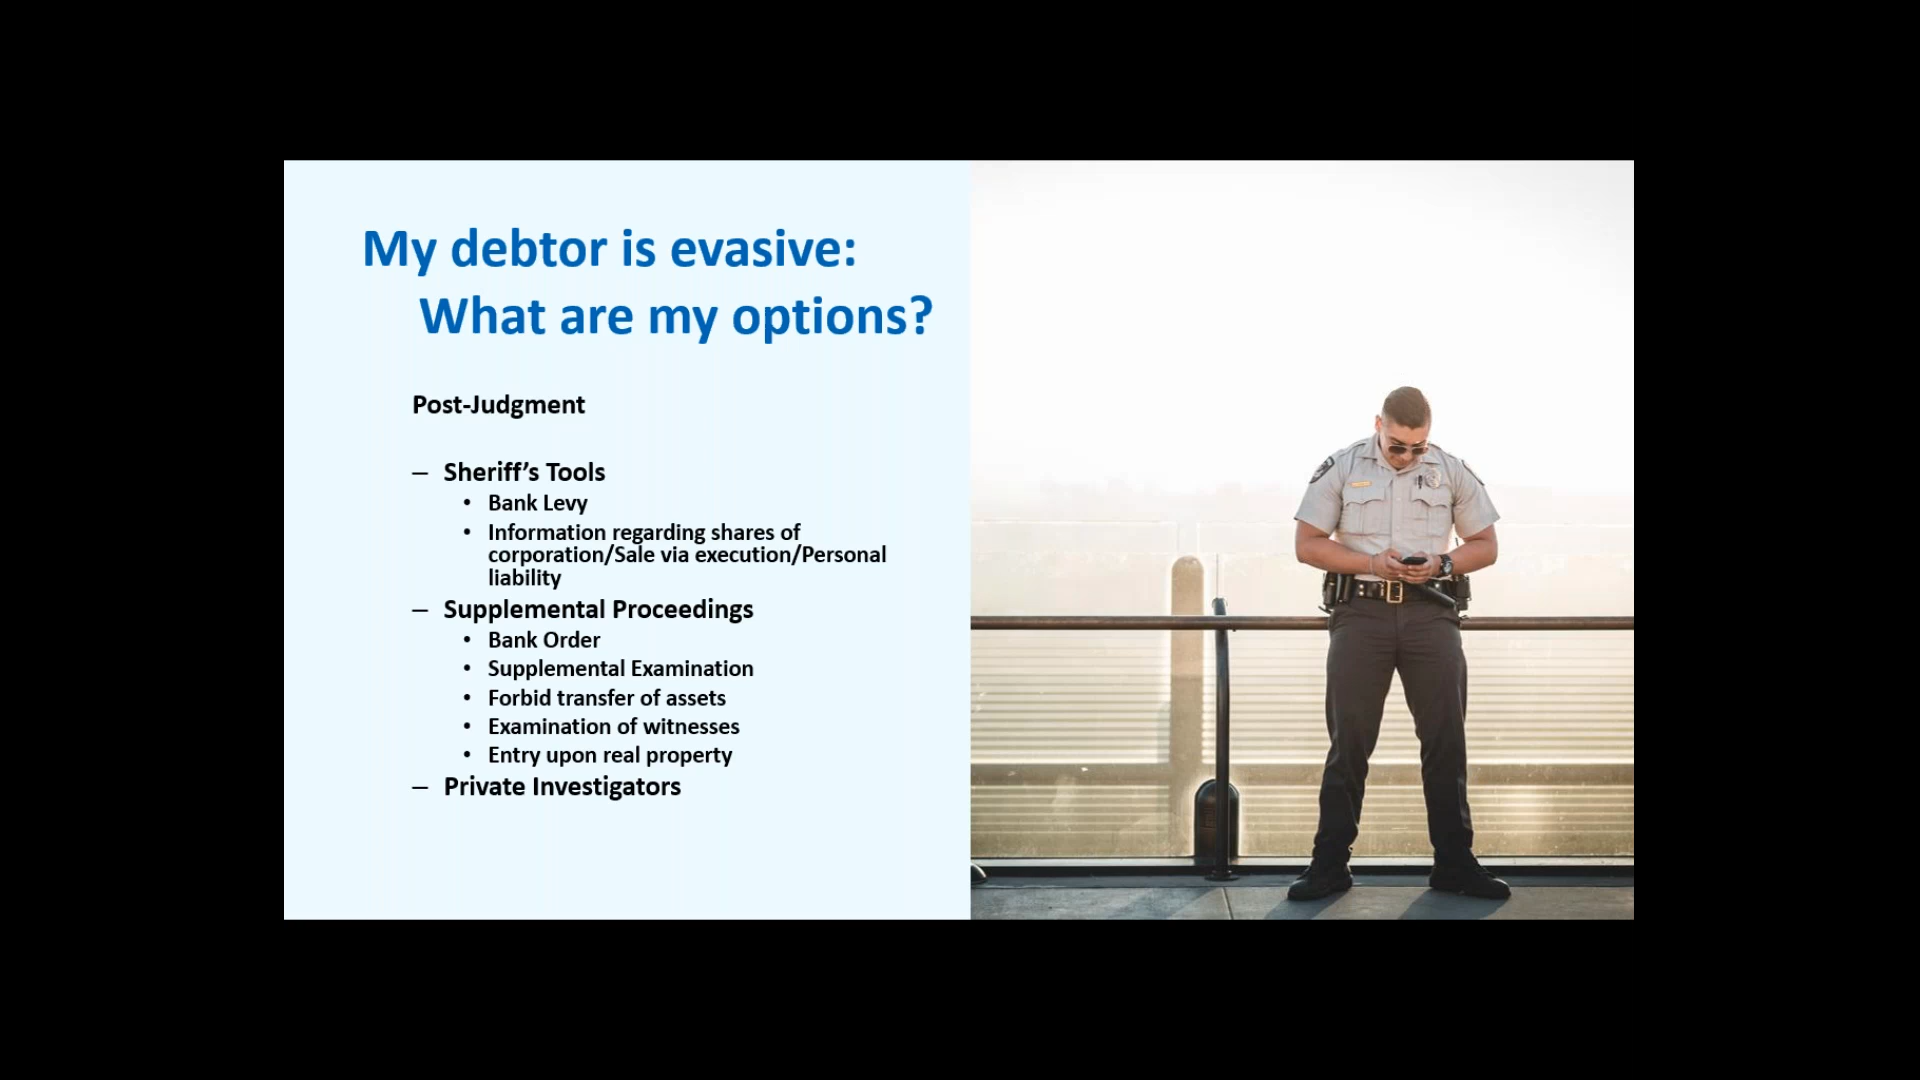 My debtor is evasive:
What are my options?
Post-Judgment
– Sheriff’s Tools
• Bank Levy
• Information regarding shares of
corporation/Sale via execution/Personal
liability
– Supplemental Proceedings
• Bank Order
• Supplemental Examination
• Forbid transfer of assets
• Examination of witnesses
• Entry upon real property
– Private Investigators